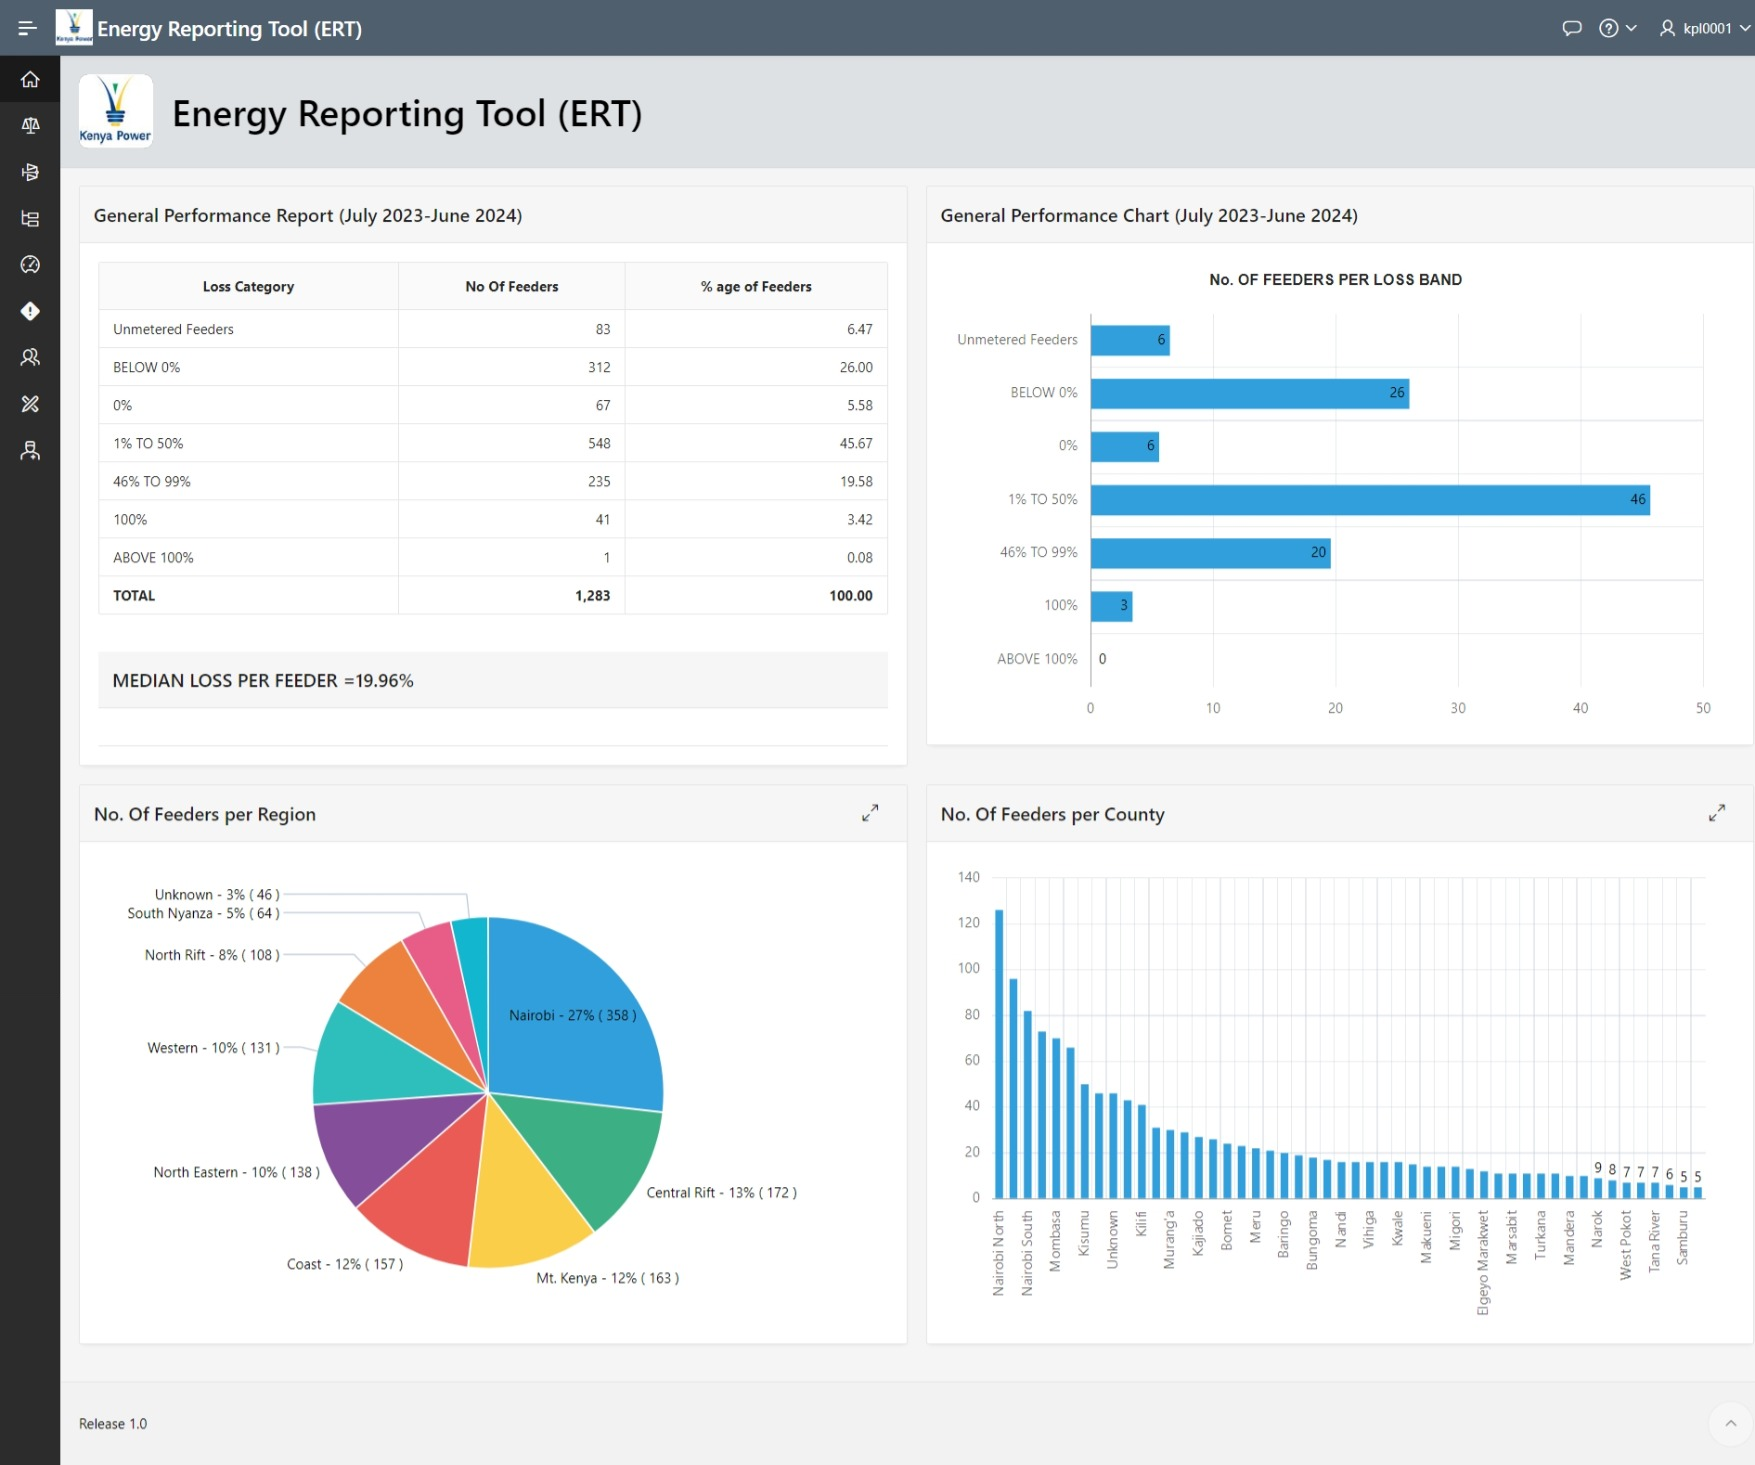 Kenya Power
Energy Reporting Tool (ERT)
kpl0001
Kenya Power
Energy Reporting Tool (ERT)
General Performance Report (July 2023-June 2024)
Loss Category No Of Feeders % age of Feeders
Unmetered Feeders 83 6.47
BELOW 0% 312 26.00
0% 67 5.58
1% TO 50% 548 45.67
46% TO 99% 235 19.58
100% 41 3.42
ABOVE 100% 1 0.08
TOTAL 1,283 100.00
MEDIAN LOSS PER FEEDER =19.96%
General Performance Chart (July 2023-June 2024)
No. OF FEEDERS PER LOSS BAND
Unmetered Feeders 6
BELOW 0% 26
0% 6
1% TO 50% 46
46% TO 99% 20
100% 3
ABOVE 100% 0
0 10 20 30 40 50
No. Of Feeders per Region
Unknown - 3% ( 46 )
South Nyanza - 5% ( 64 )
North Rift - 8% ( 108 )
Nairobi - 27% ( 358 )
Western - 10% ( 131 )
North Eastern - 10% ( 138 )
Central Rift - 13% ( 172 )
Coast - 12% ( 157 )
Mt. Kenya - 12% ( 163 )
No. Of Feeders per County
140
120
100
80
60
40
20
0
9 8 7 7 7 6 5 5
Nairobi North
Nairobi South
Mombasa
Kisumu
Unknown
Kilifi
Murang'a
Kajiado
Bomet
Meru
Baringo
Bungoma
Nandi
Vihiga
Kwale
Makueni
Migori
Elgeyo Marakwet
Marsabit
Turkana
Mandera
Narok
West Pokot
Tana River
Samburu
Release 1.0